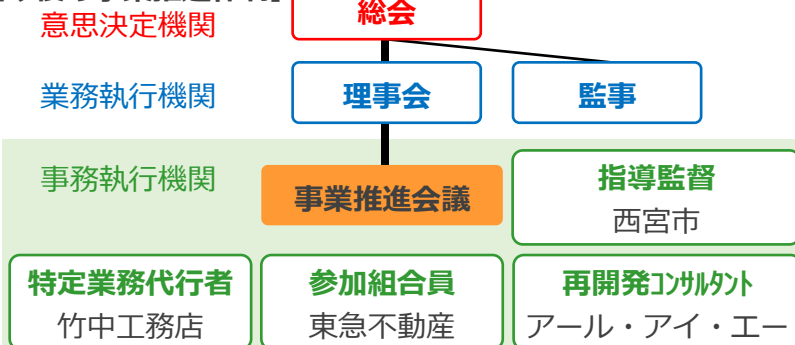 意思決定機関
総会
業務執行機関
理事会
監事
事務執行機関
事業推進会議
指導監督
西宮市
特定業務代行者
竹中工務店
参加組合員
東急不動産
再開発ｺﾝｻﾙﾀﾝﾄ
アール・アイ・エー